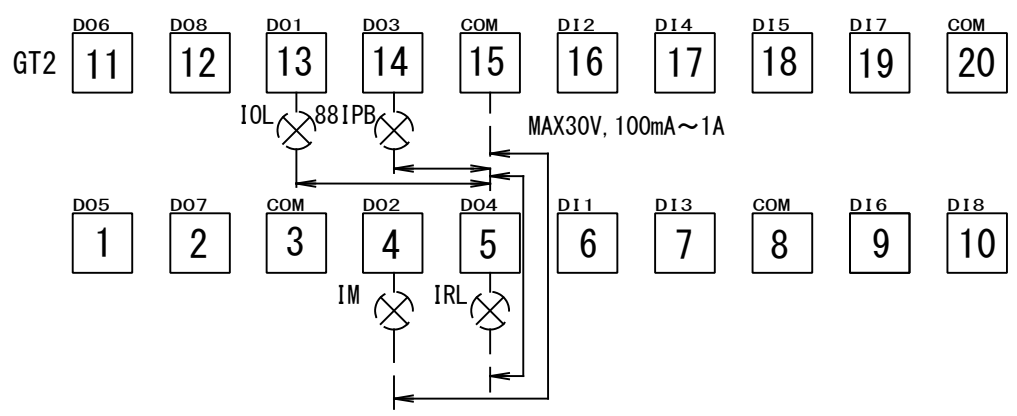 DO6 DO8 DO1 DO3 COM DI2 DI4 DI5 DI7 COM
GT2 11 12 13 14 15 16 17 18 19 20
IOL 88IPB MAX30V, 100mA～1A
DO5 DO7 COM DO2 DO4 DI1 DI3 COM DI6 DI8
1 2 3 4 5 6 7 8 9 10
IM IRL